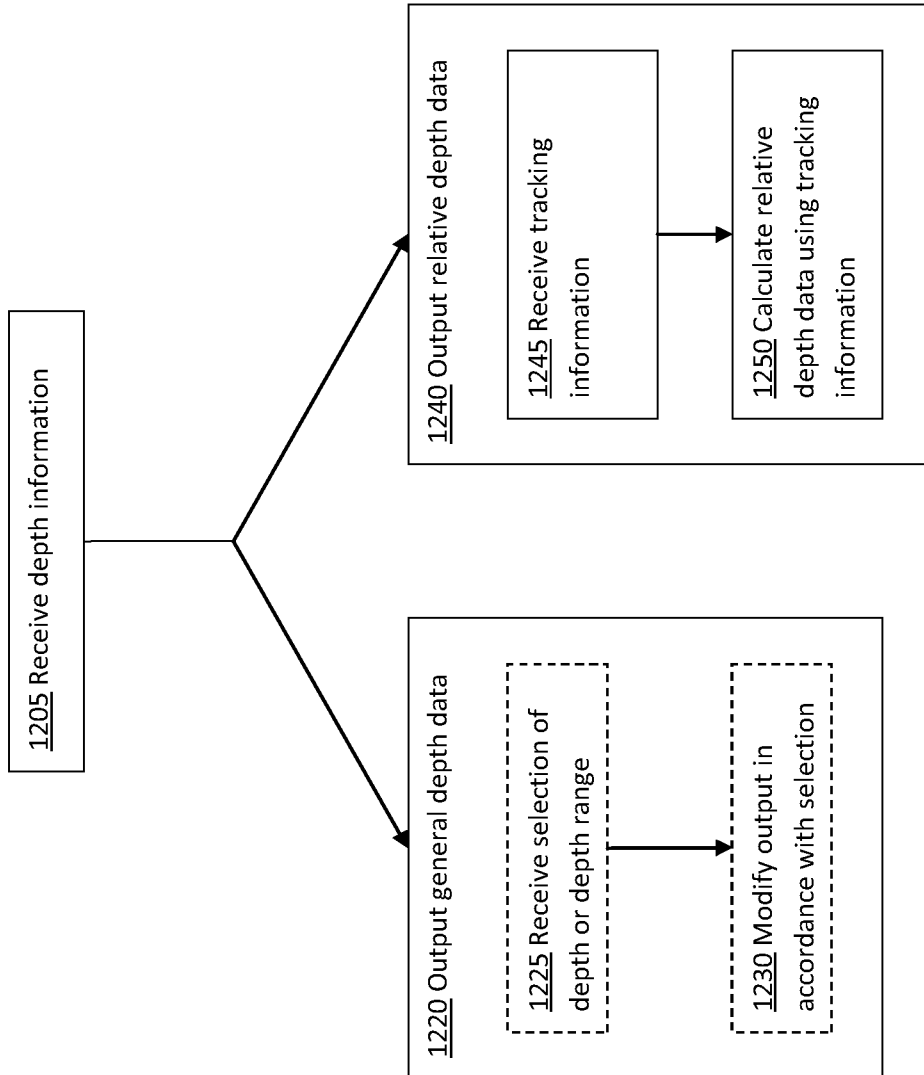 1205 Receive depth information
1220 Output general depth data
1225 Receive selection of
depth or depth range
1230 Modify output in
accordance with selection
1240 Output relative depth data
1245 Receive tracking
information
1250 Calculate relative
depth data using tracking
information